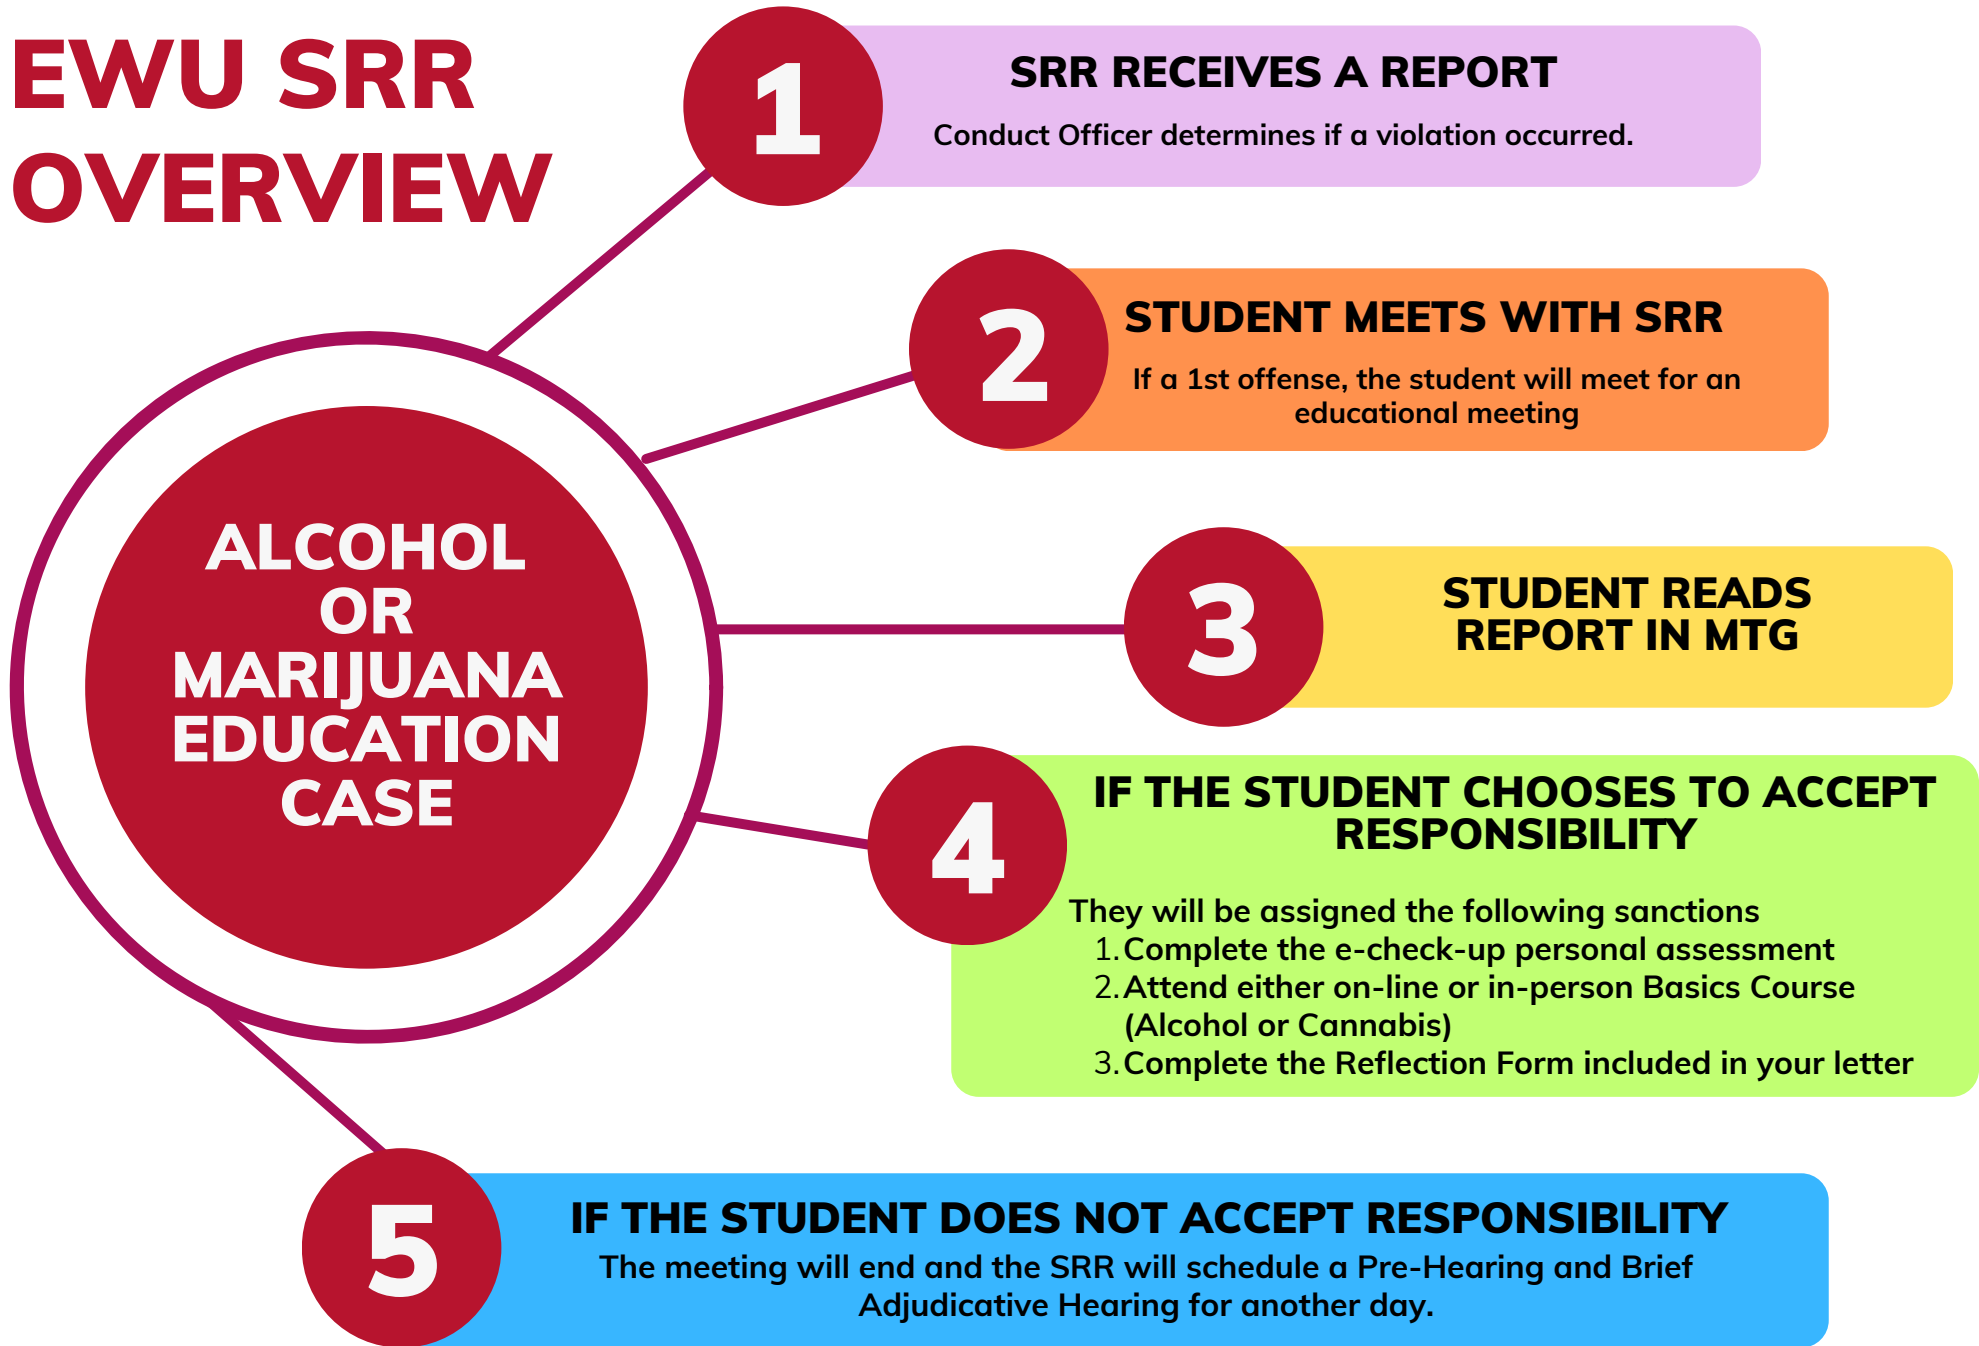 EWU SRR
OVERVIEW
1
SRR RECEIVES A REPORT
Conduct Officer determines if a violation occurred.
2
STUDENT MEETS WITH SRR
If a 1st offense, the student will meet for an
educational meeting
ALCOHOL
OR
MARIJUANA
EDUCATION
CASE
3
STUDENT READS
REPORT IN MTG
4
IF THE STUDENT CHOOSES TO ACCEPT
RESPONSIBILITY
They will be assigned the following sanctions
1. Complete the e-check-up personal assessment
2. Attend either on-line or in-person Basics Course
(Alcohol or Cannabis)
3. Complete the Reflection Form included in your letter
5
IF THE STUDENT DOES NOT ACCEPT RESPONSIBILITY
The meeting will end and the SRR will schedule a Pre-Hearing and Brief
Adjudicative Hearing for another day.